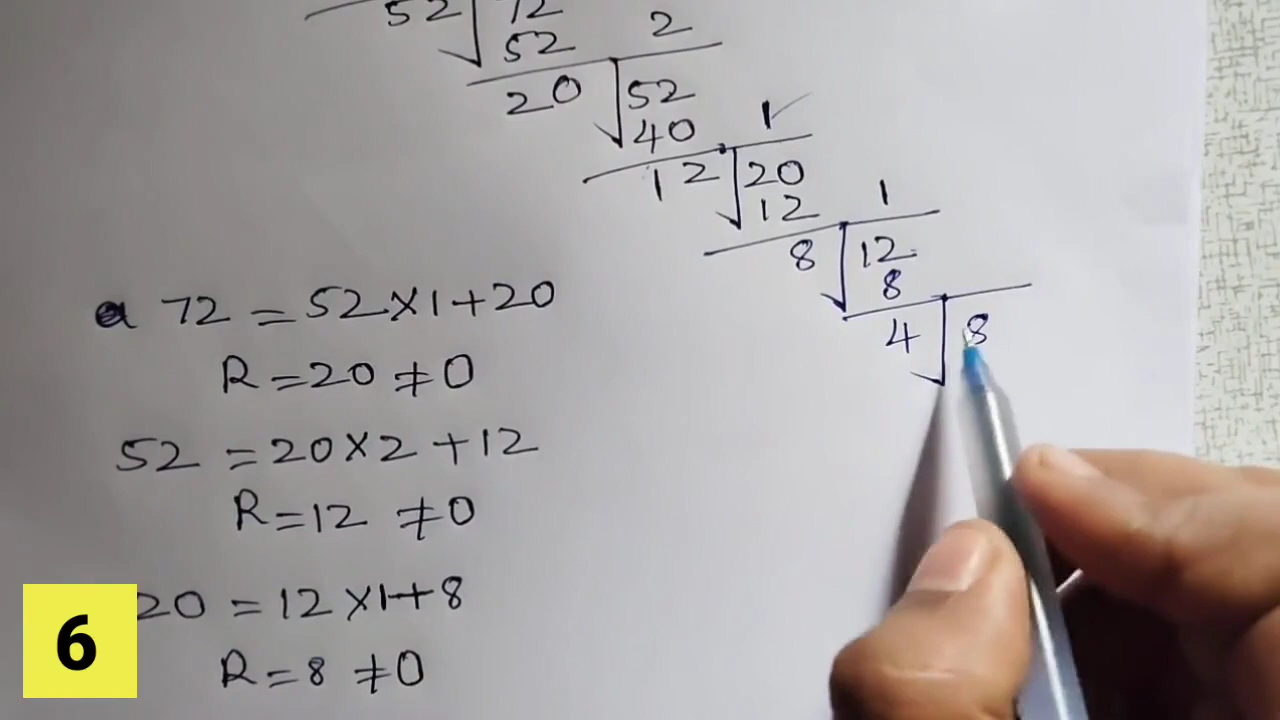 52 72
52 2
20 52
40 1
12 20
12 1
8 12
8
4 8
a 72 = 52 × 1 + 20
R = 20 ≠ 0
52 = 20 × 2 + 12
R = 12 ≠ 0
20 = 12 × 1 + 8
R = 8 ≠ 0
6